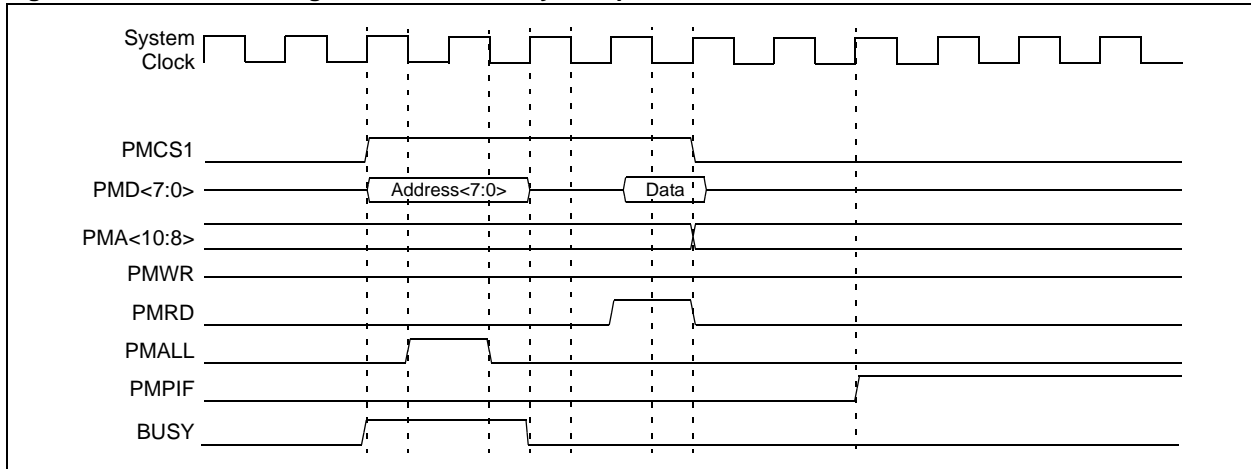 System
Clock
PMCS1
PMD<7:0>
Address<7:0>
Data
PMA<10:8>
PMWR
PMRD
PMALL
PMPIF
BUSY